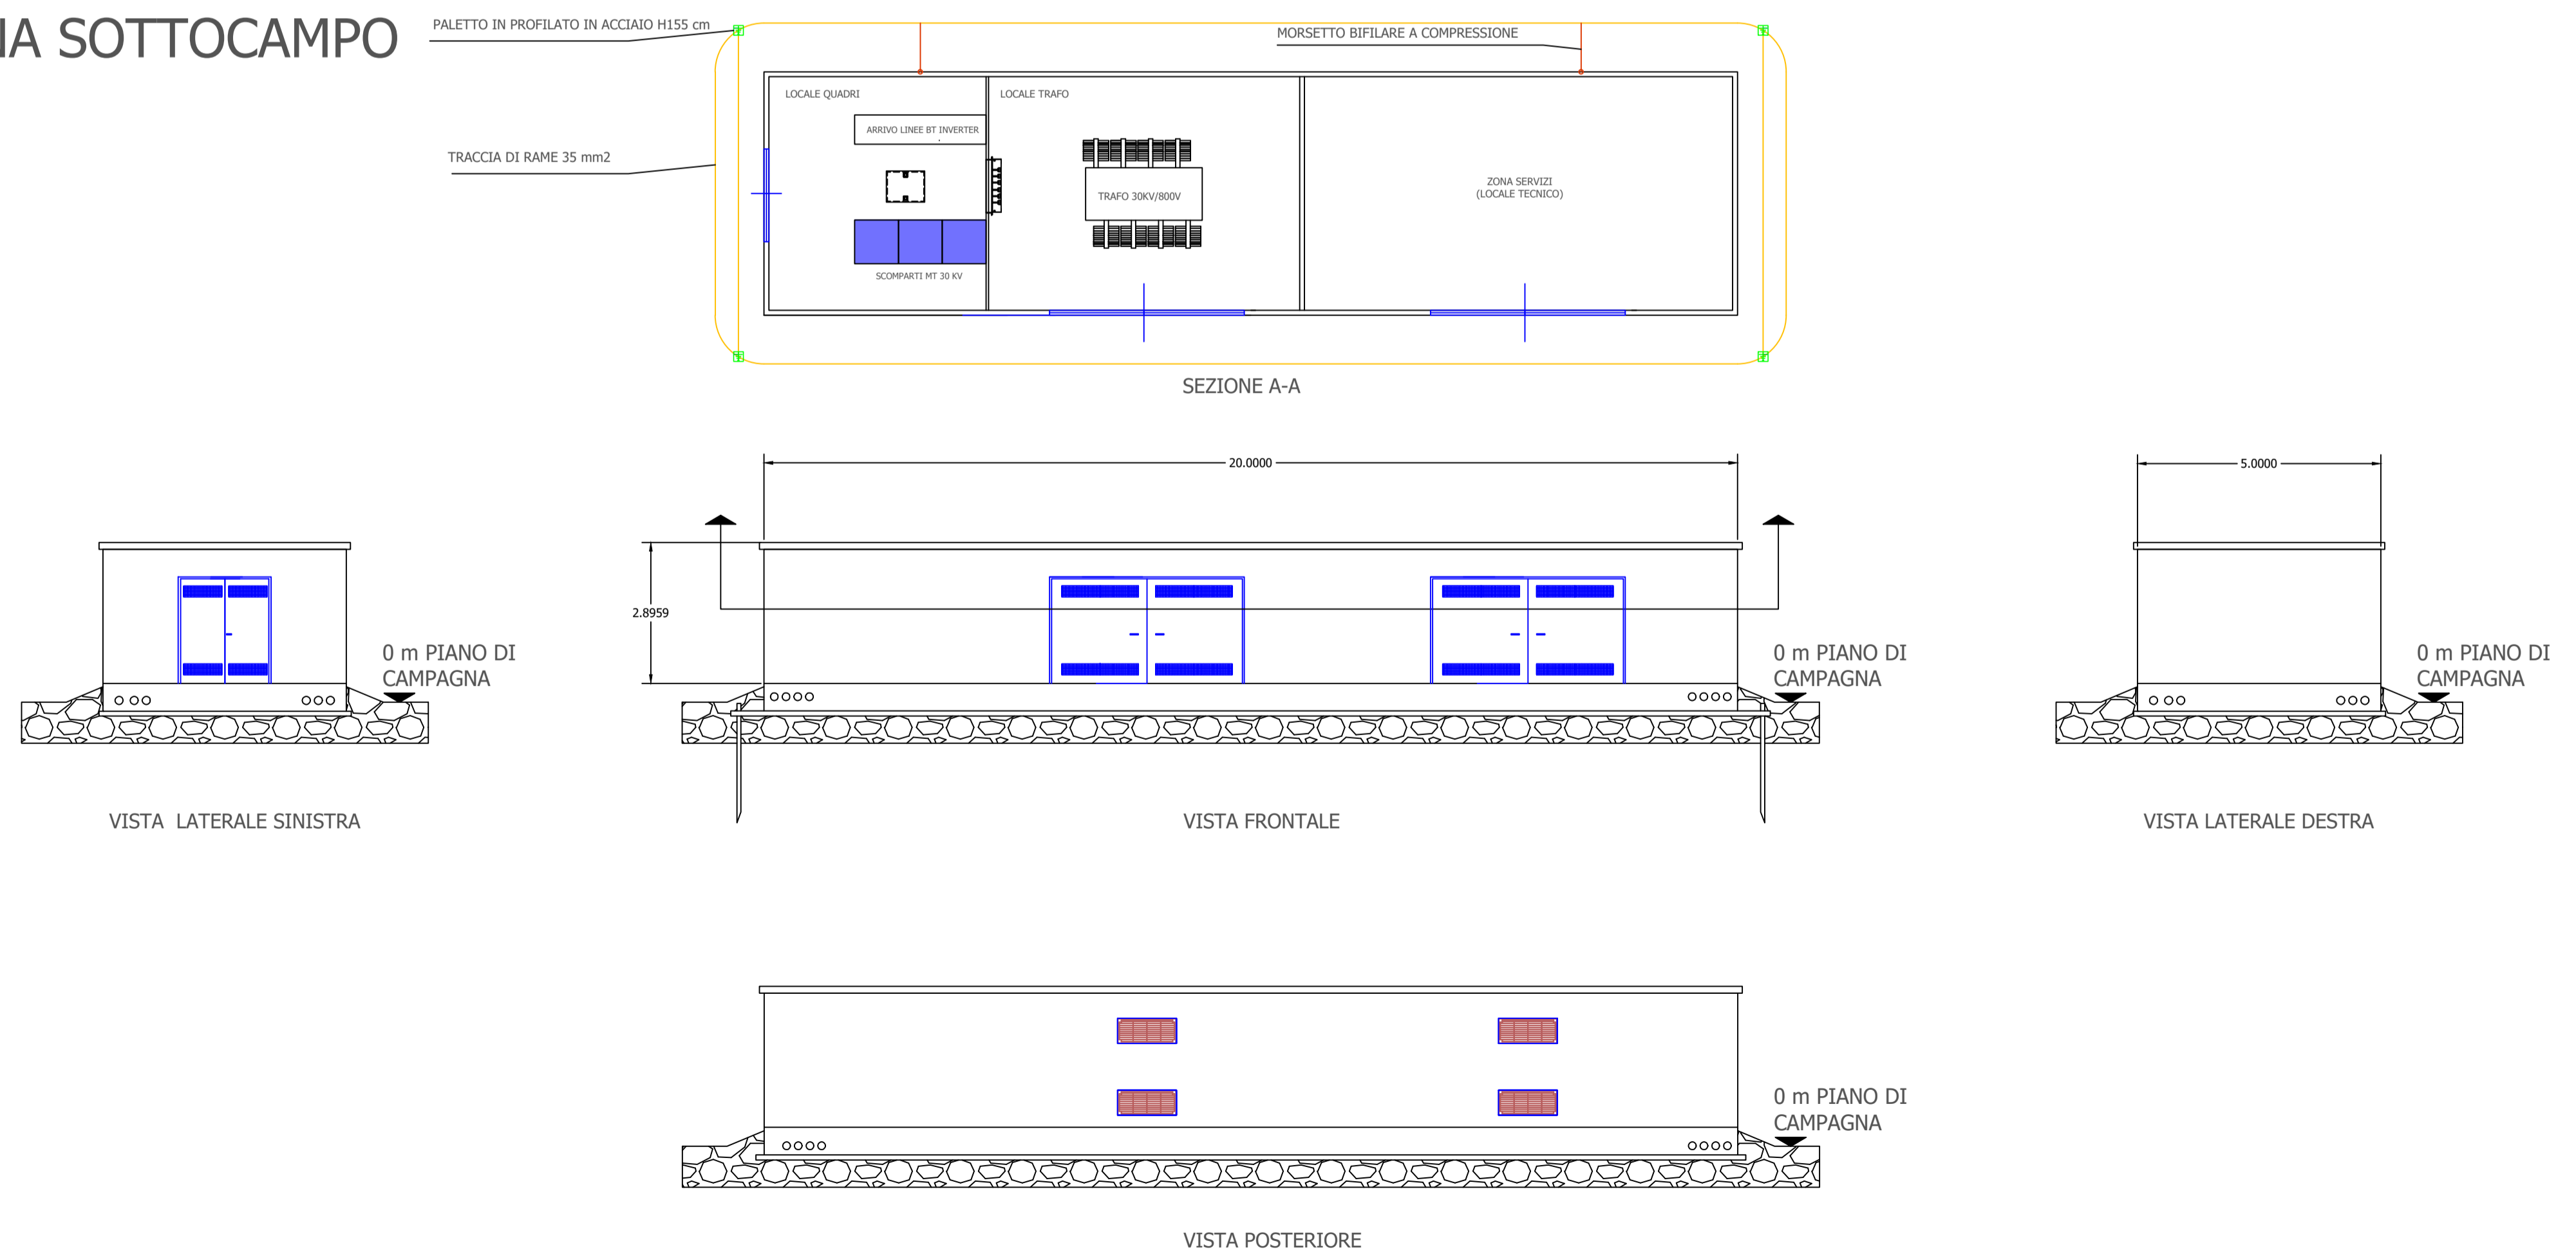 NA SOTTOCAMPO
PALETTO IN PROFILATO IN ACCIAIO H155 cm
MORSETTO BIFILARE A COMPRESSIONE
TRACCIA DI RAME 35 mm2
LOCALE QUADRI
LOCALE TRAFO
ARRIVO LINEE BT INVERTER
TRAFO 30KV/800V
ZONA SERVIZI
(LOCALE TECNICO)
SCOMPARTI MT 30 KV
SEZIONE A-A
20.0000
5.0000
2.8959
0 m PIANO DI
CAMPAGNA
0 m PIANO DI
CAMPAGNA
0 m PIANO DI
CAMPAGNA
VISTA  LATERALE SINISTRA
VISTA FRONTALE
VISTA LATERALE DESTRA
0 m PIANO DI
CAMPAGNA
VISTA POSTERIORE